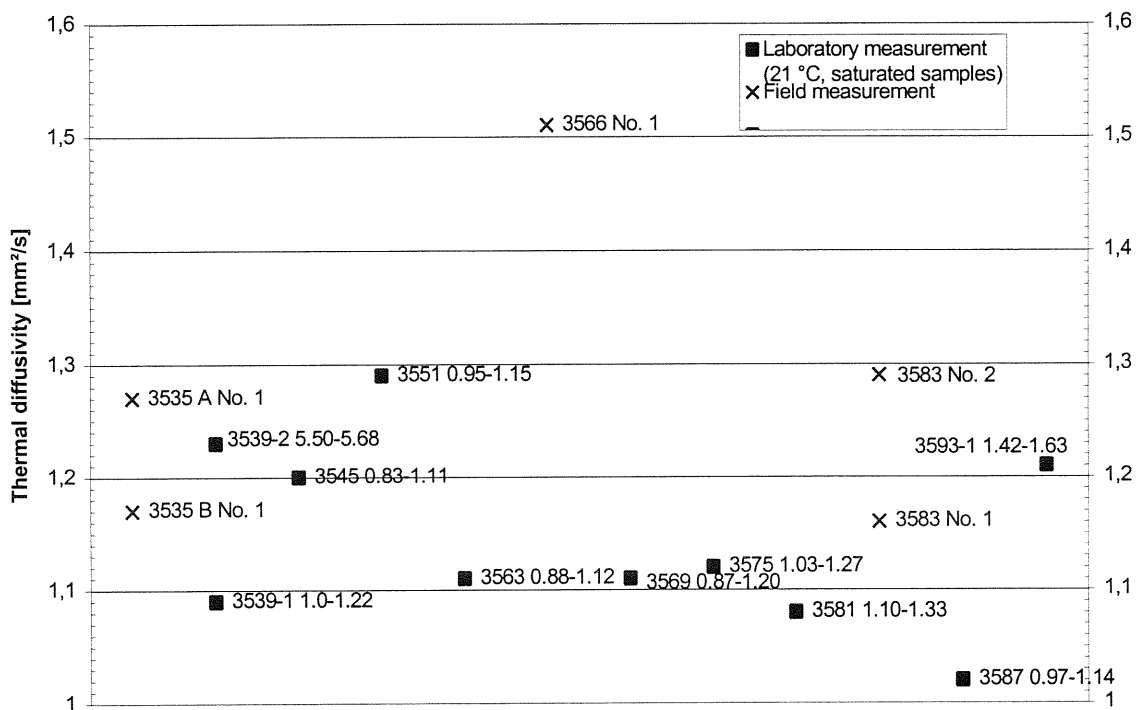 1,6
1,6
Laboratory measurement
(21 °C, saturated samples)
Field measurement
3566 No. 1
1,5
1,5
1,4
1,4
Thermal diffusivity [mm²/s]
1,3
1,3
3551 0.95-1.15
3583 No. 2
3535 A No. 1
3539-2 5.50-5.68
3593-1 1.42-1.63
3545 0.83-1.11
1,2
1,2
3535 B No. 1
3583 No. 1
3575 1.03-1.27
3563 0.88-1.12
3569 0.87-1.20
1,1
1,1
3539-1 1.0-1.22
3581 1.10-1.33
3587 0.97-1.14
1
1